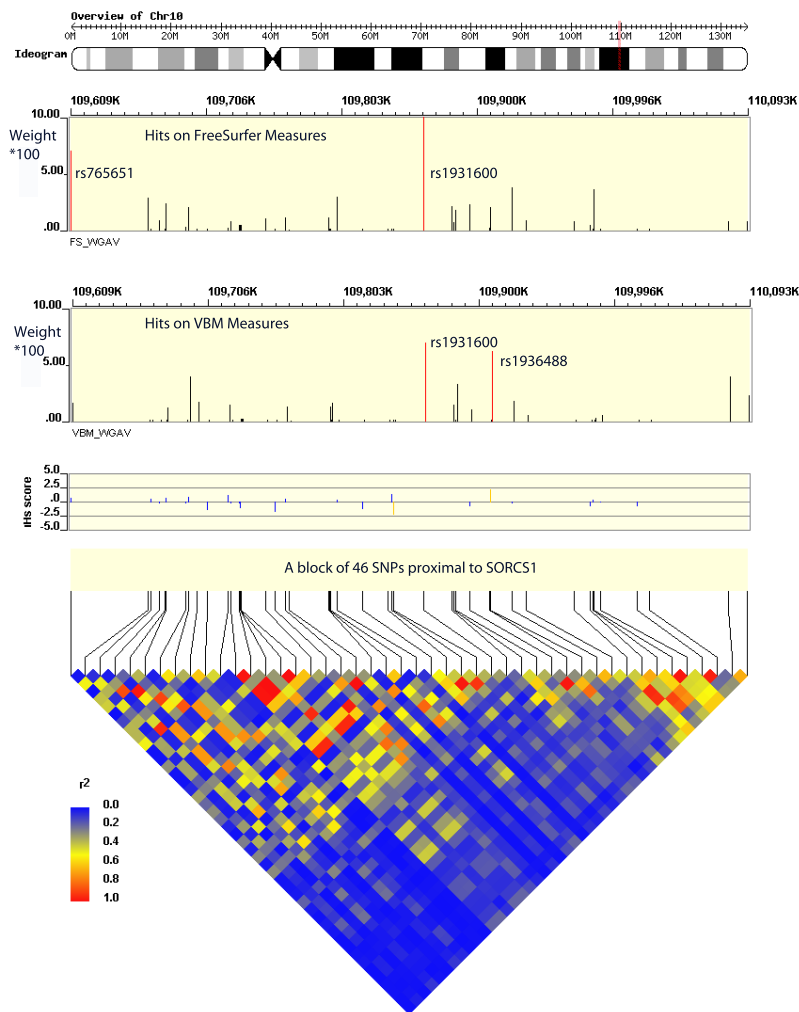 Overview of Chr10
0M 10M 20M 30M 40M 50M 60M 70M 80M 90M 100M 110M 120M 130M
Ideogram
109,609K 109,706K 109,803K 109,900K 109,996K 110,093K
10.00
Weight
*100
Hits on FreeSurfer Measures
5.00
rs765651
rs1931600
.00
FS_WGAV
109,609K 109,706K 109,803K 109,900K 109,996K 110,093K
10.00
Weight
*100
Hits on VBM Measures
rs1931600
5.00
rs1936488
.00
VBM_WGAV
iHs score
5.0
2.5
.0
-2.5
-5.0
A block of 46 SNPs proximal to SORCS1
r2
0.0
0.2
0.4
0.6
0.8
1.0